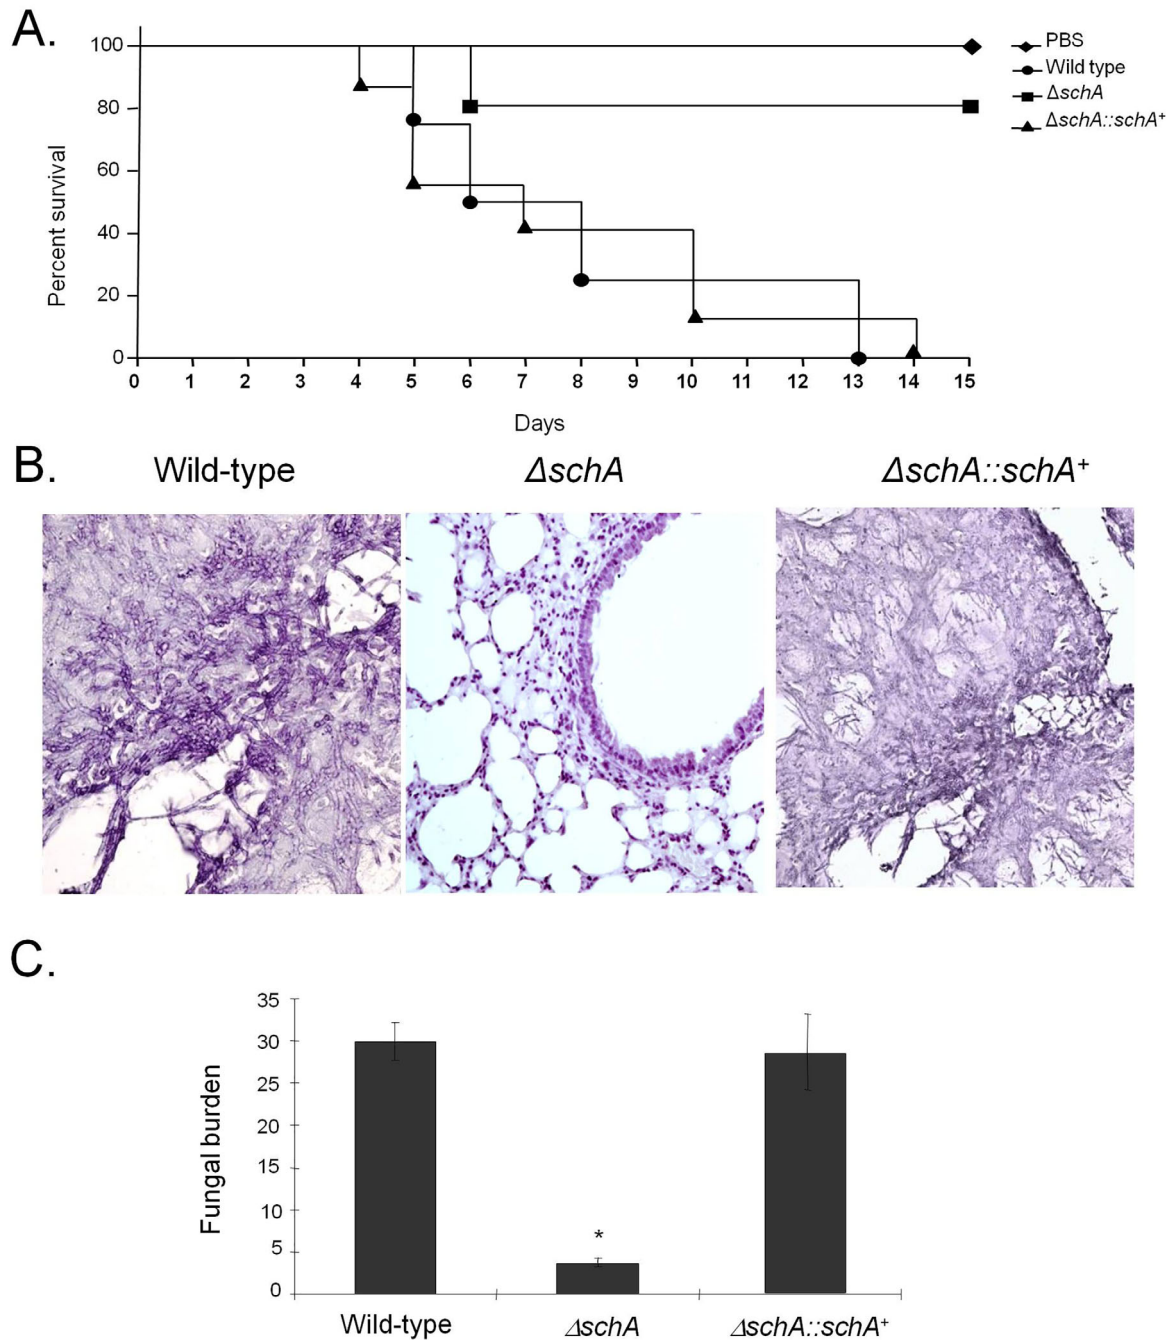 A.
100
80
60
40
20
0
Percent survival
0 1 2 3 4 5 6 7 8 9 10 11 12 13 14 15
Days
PBS
Wild type
ΔschA
ΔschA::schA⁺
B.
Wild-type ΔschA ΔschA::schA⁺
C.
35
30
25
20
15
10
5
0
Fungal burden
*
Wild-type ΔschA ΔschA::schA⁺